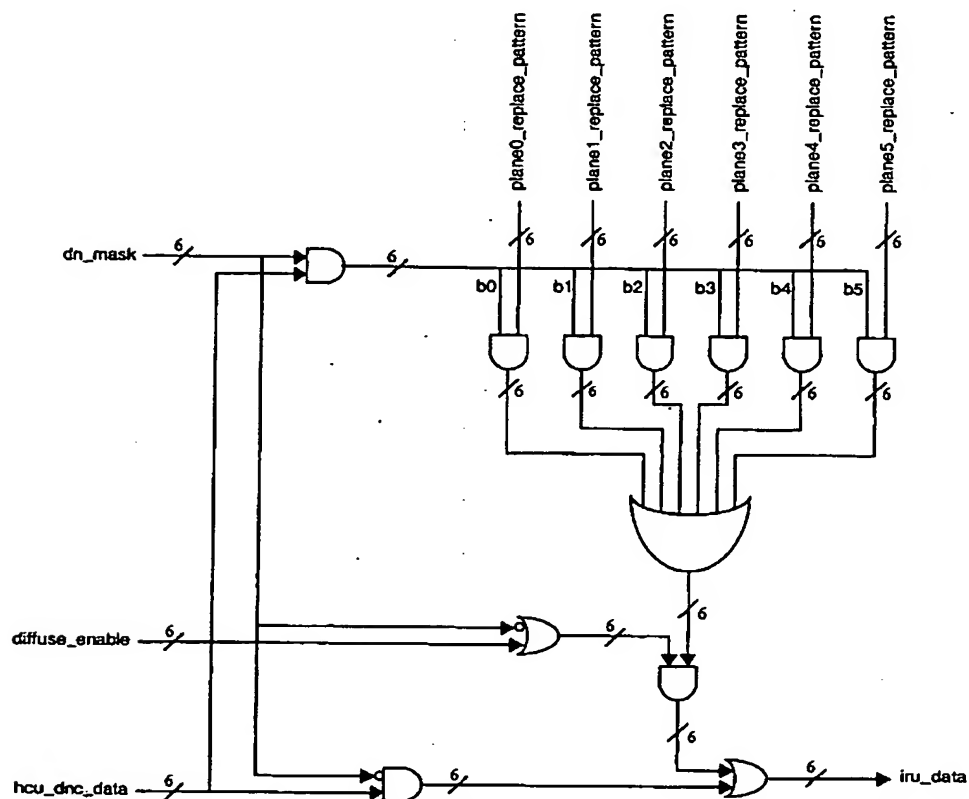 plane0_replace_pattern
plane1_replace_pattern
plane2_replace_pattern
plane3_replace_pattern
plane4_replace_pattern
plane5_replace_pattern
6 6 6 6 6 6
dn_mask 6 6
b0 b1 b2 b3 b4 b5
6 6 6 6 6 6
6
diffuse_enable 6 6
6
hcu_dnc_data 6 6 6 iru_data